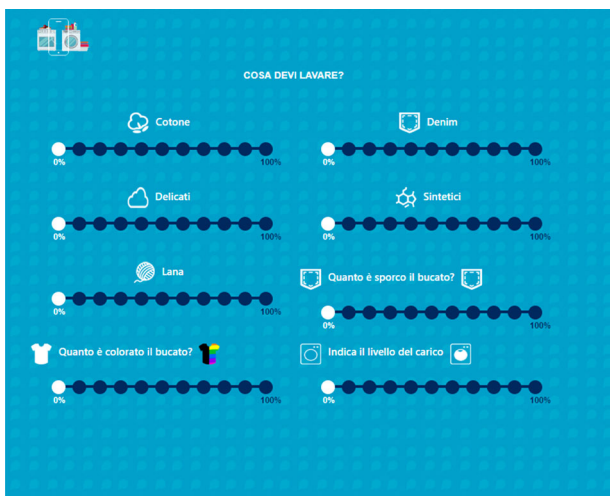 COSA DEVI LAVARE?
Cotone
0% 100%
Denim
0% 100%
Delicati
0% 100%
Sintetici
0% 100%
Lana
0% 100%
Quanto è sporco il bucato?
0% 100%
Quanto è colorato il bucato?
0% 100%
Indica il livello del carico
0% 100%